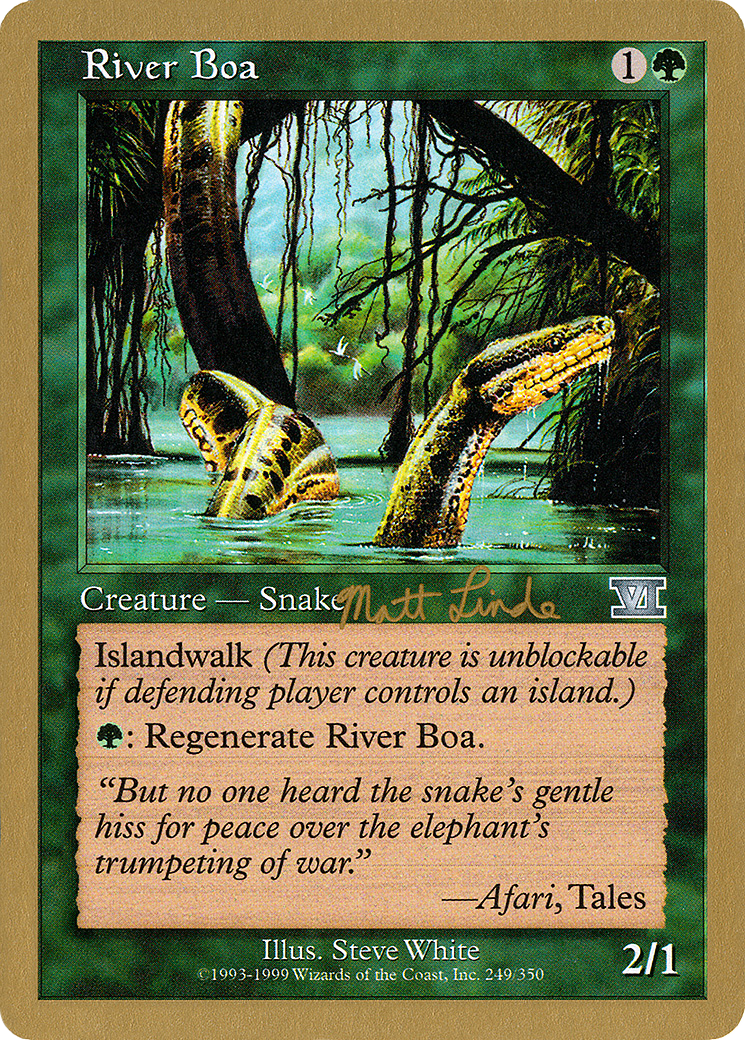 River Boa 1
Creature — Snake
Matt Linde
VI
Islandwalk (This creature is unblockable
if defending player controls an island.)
: Regenerate River Boa.
“But no one heard the snake’s gentle
hiss for peace over the elephant’s
trumpeting of war.”
—Afari, Tales
Illus. Steve White
©1993-1999 Wizards of the Coast, Inc. 249/350
2/1